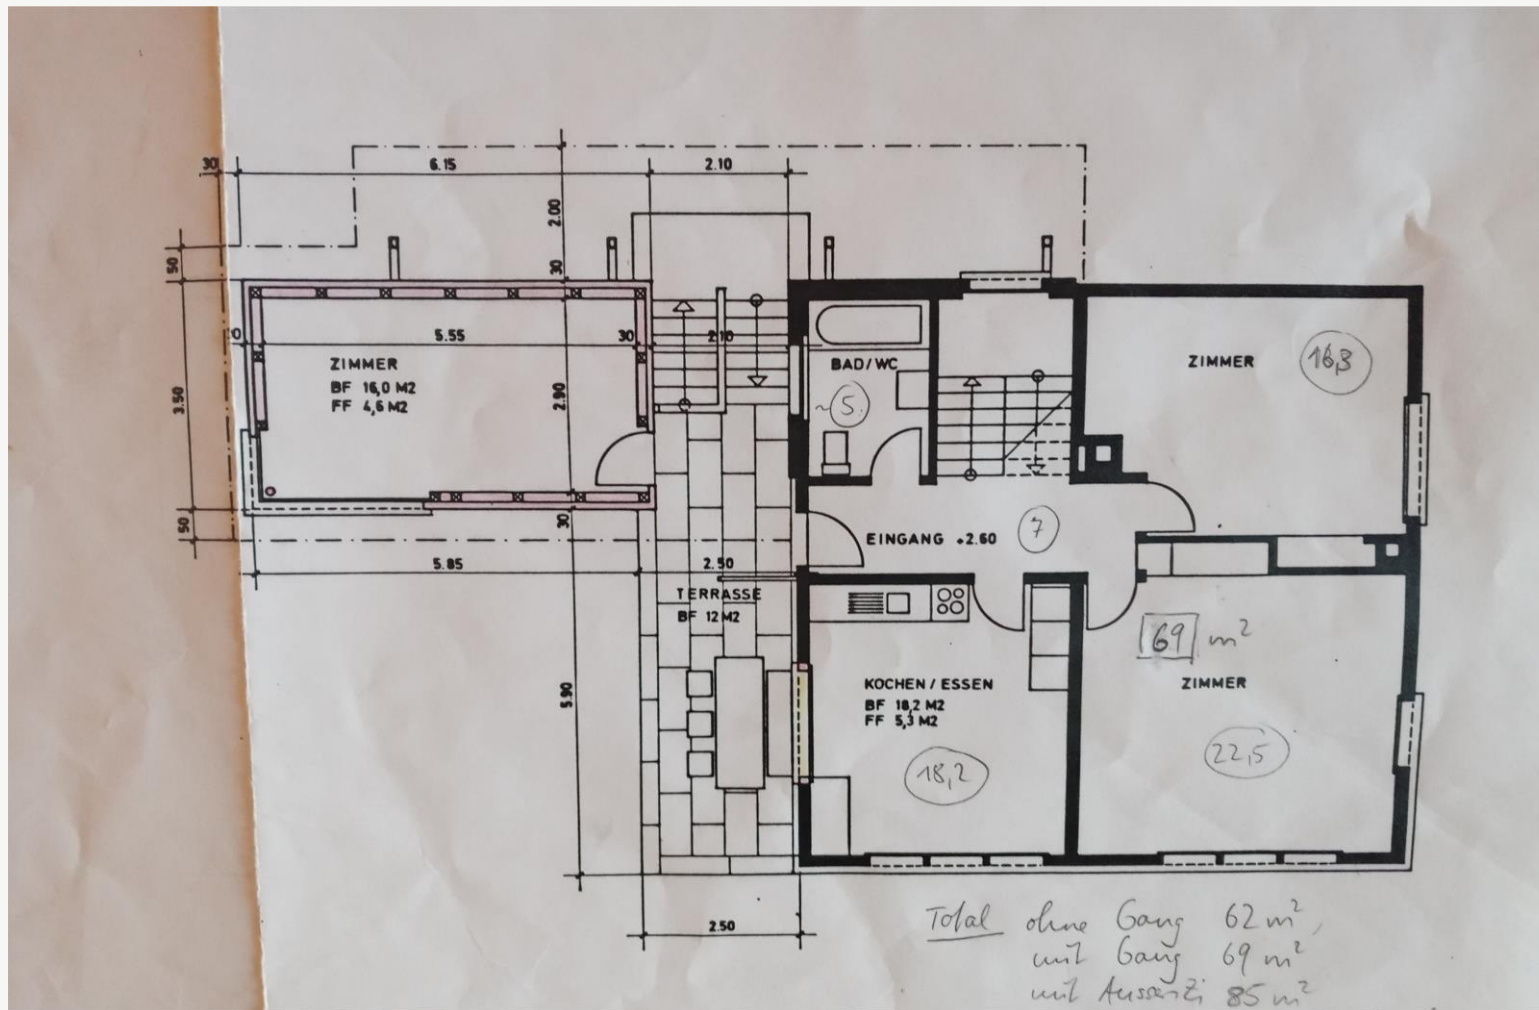 30
6.15
2.10
2.00
50
30
5.55
30
2.10
ZIMMER
BF 16,0 M2
FF 4,6 M2
3.50
2.90
BAD/WC
~5.
ZIMMER
16,3
50
30
EINGANG +2.60
7
5.85
2.50
TERRASSE
BF 12 M2
69 m²
5.90
KOCHEN / ESSEN
BF 18,2 M2
FF 5,3 M2
ZIMMER
18,2
22,5
2.50
Total ohne Gang 62 m²,
mit Gang 69 m²
mit Aussenzi 85 m²